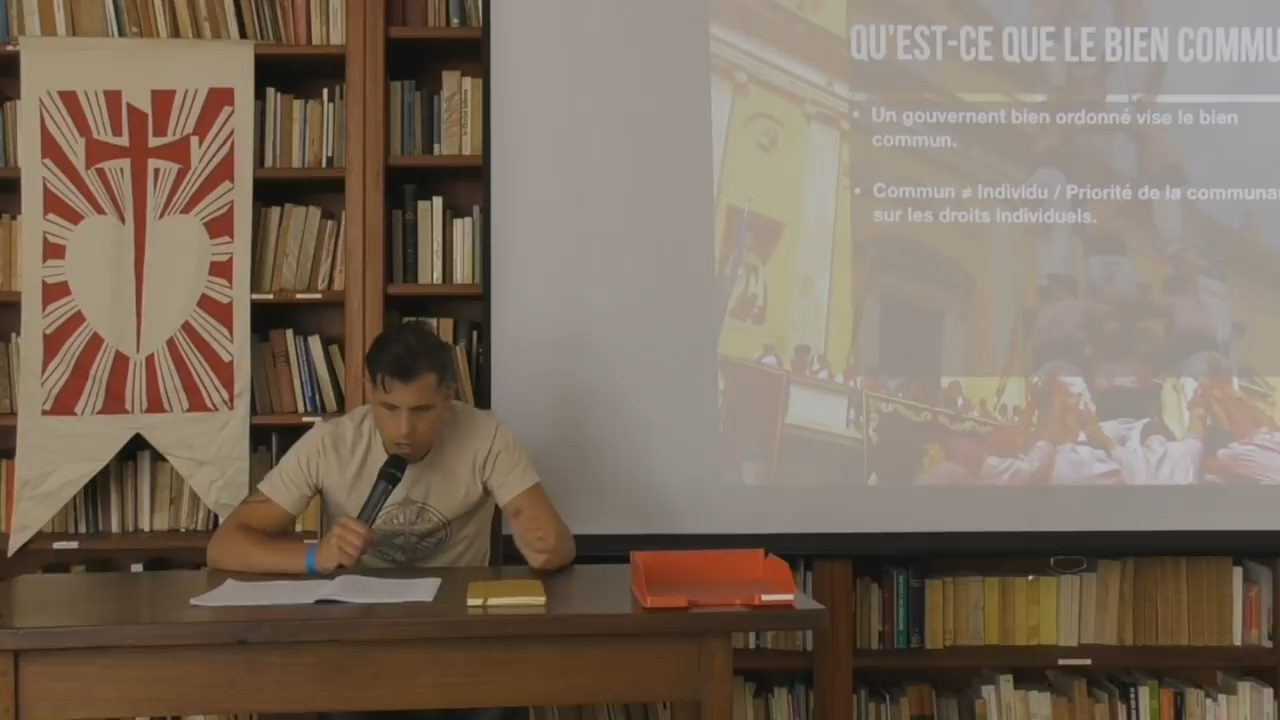 QU'EST-CE QUE LE BIEN COMMU
• Un gouvernent bien ordonné vise le bien
commun.
• Commun ≠ Individu / Priorité de la communa
sur les droits individuels.